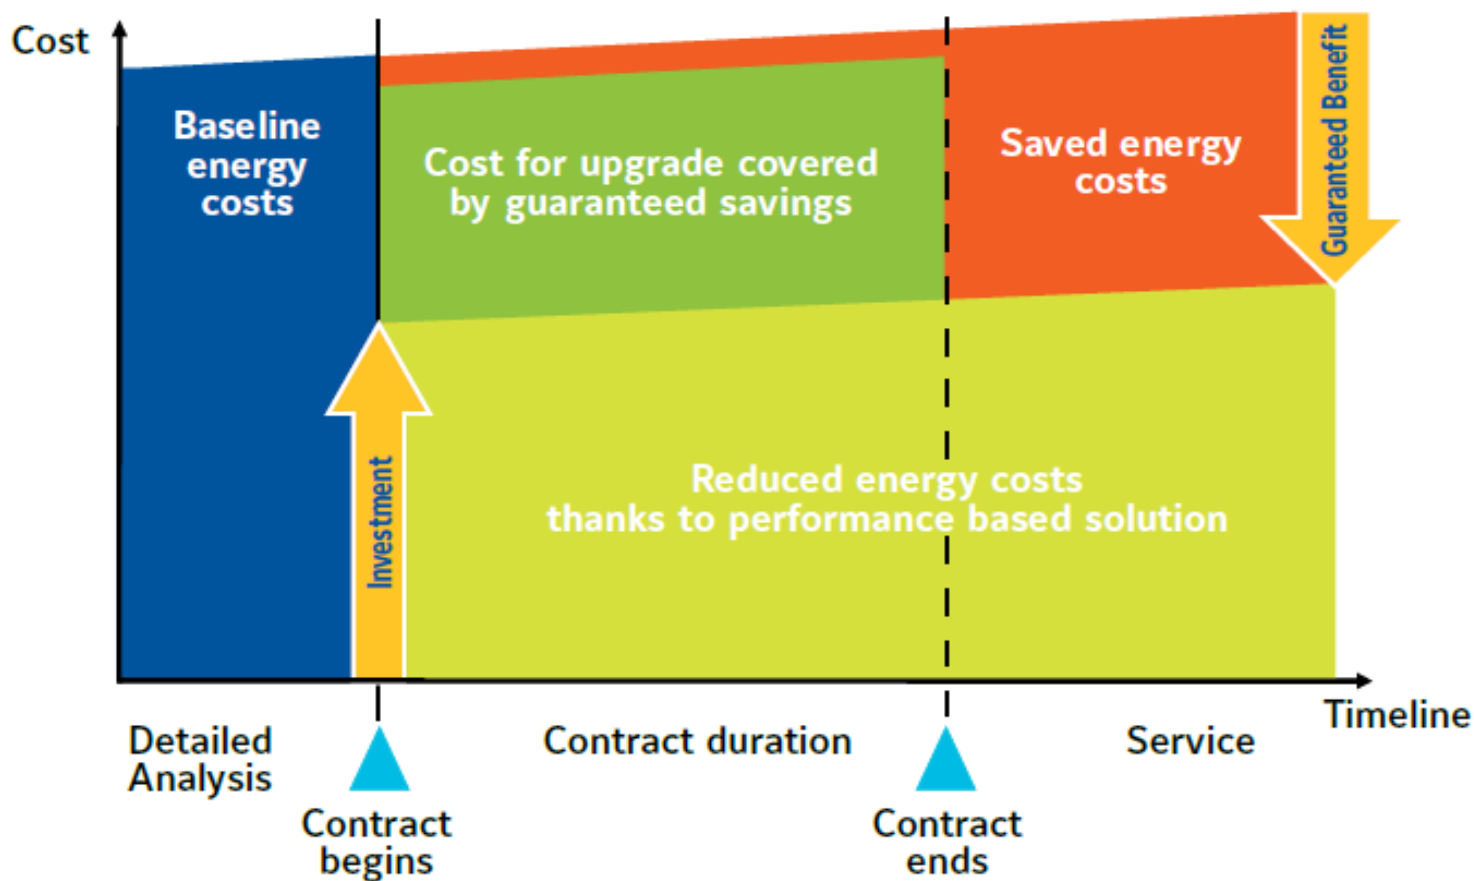 Cost
Baseline
energy
costs
Cost for upgrade covered
by guaranteed savings
Saved energy
costs
Guaranteed Benefit
Investment
Reduced energy costs
thanks to performance based solution
Timeline
Detailed
Analysis
Contract duration
Service
Contract
begins
Contract
ends